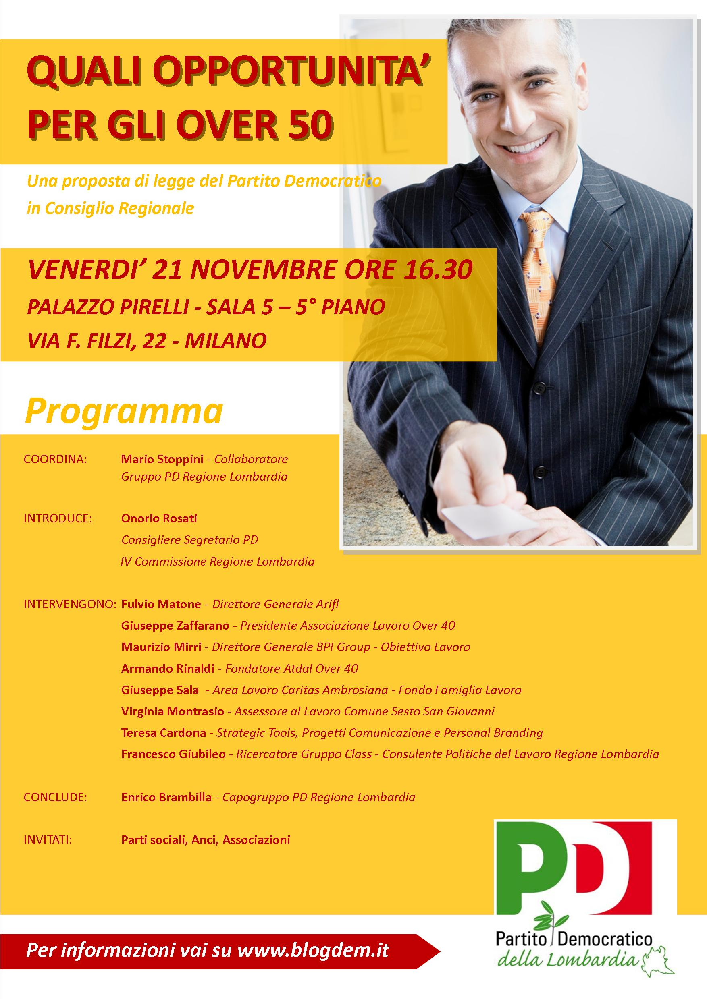 QUALI OPPORTUNITA’
PER GLI OVER 50
Una proposta di legge del Partito Democratico
in Consiglio Regionale
VENERDI’ 21 NOVEMBRE ORE 16.30
PALAZZO PIRELLI - SALA 5 – 5° PIANO
VIA F. FILZI, 22 - MILANO
Programma
COORDINA: Mario Stoppini - Collaboratore
Gruppo PD Regione Lombardia
INTRODUCE: Onorio Rosati
Consigliere Segretario PD
IV Commissione Regione Lombardia
INTERVENGONO: Fulvio Matone - Direttore Generale Arifl
Giuseppe Zaffarano - Presidente Associazione Lavoro Over 40
Maurizio Mirri - Direttore Generale BPI Group - Obiettivo Lavoro
Armando Rinaldi - Fondatore Atdal Over 40
Giuseppe Sala - Area Lavoro Caritas Ambrosiana - Fondo Famiglia Lavoro
Virginia Montrasio - Assessore al Lavoro Comune Sesto San Giovanni
Teresa Cardona - Strategic Tools, Progetti Comunicazione e Personal Branding
Francesco Giubileo - Ricercatore Gruppo Class - Consulente Politiche del Lavoro Regione Lombardia
CONCLUDE: Enrico Brambilla - Capogruppo PD Regione Lombardia
INVITATI: Parti sociali, Anci, Associazioni
PD
Partito Democratico
della Lombardia
Per informazioni vai su www.blogdem.it